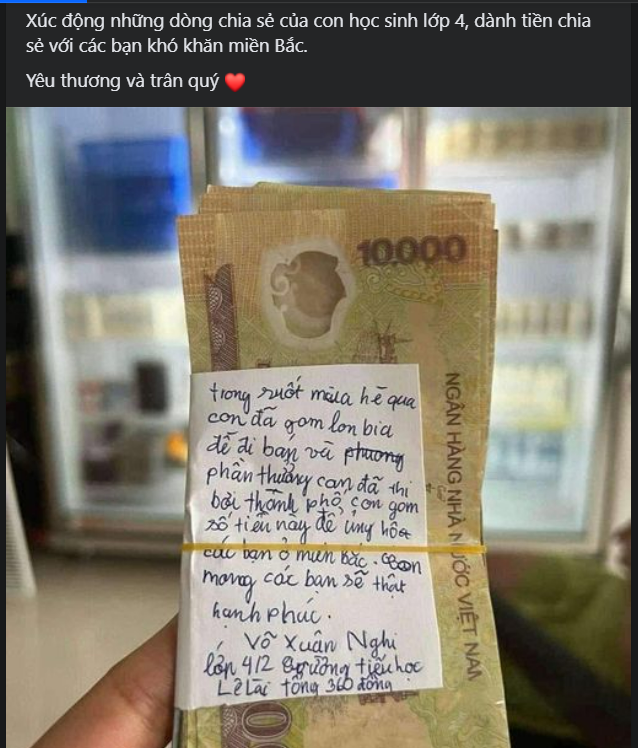 Xúc động những dòng chia sẻ của con học sinh lớp 4, dành tiền chia
sẻ với các bạn khó khăn miền Bắc.
Yêu thương và trân quý ❤️
10.000
NGÂN HÀNG NHÀ NƯỚC VIỆT NAM
trong suốt mùa hè qua
con đã gom lon bia
để đi bán và phương
phần thưởng con đã thi
bơi thành phố, con gom
số tiền này để ủng hộ
các bạn ở miền bắc. Con
mong các bạn sẽ thật
hạnh phúc.
Võ Xuân Nghi
lớp 4/2 trường tiểu học
Lê Lai tổng 360 đồng